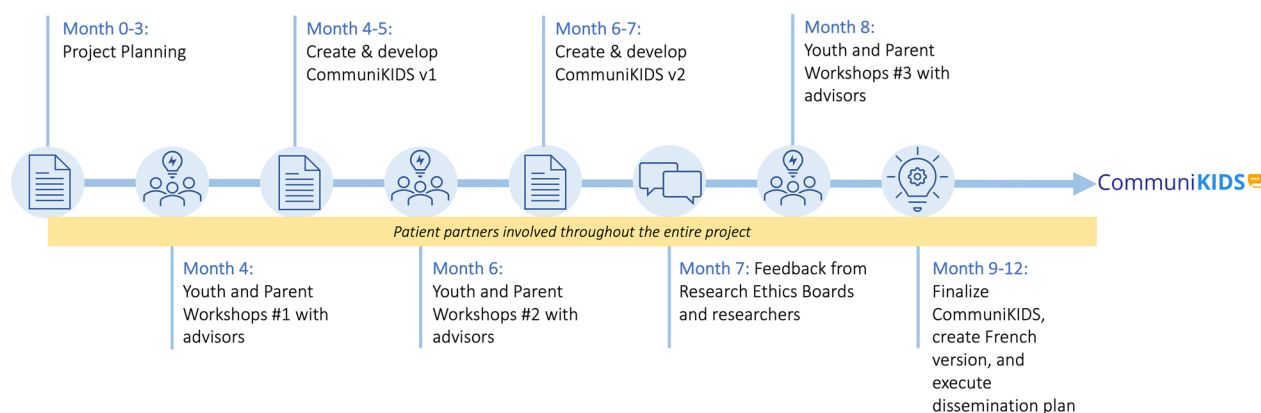 Month 0-3:
Project Planning
Month 4-5:
Create & develop
CommuniKIDS v1
Month 6-7:
Create & develop
CommuniKIDS v2
Month 8:
Youth and Parent
Workshops #3 with
advisors
CommuniKIDS
Patient partners involved throughout the entire project
Month 4:
Youth and Parent
Workshops #1 with
advisors
Month 6:
Youth and Parent
Workshops #2 with
advisors
Month 7: Feedback from
Research Ethics Boards
and researchers
Month 9-12:
Finalize
CommuniKIDS,
create French
version, and
execute
dissemination plan